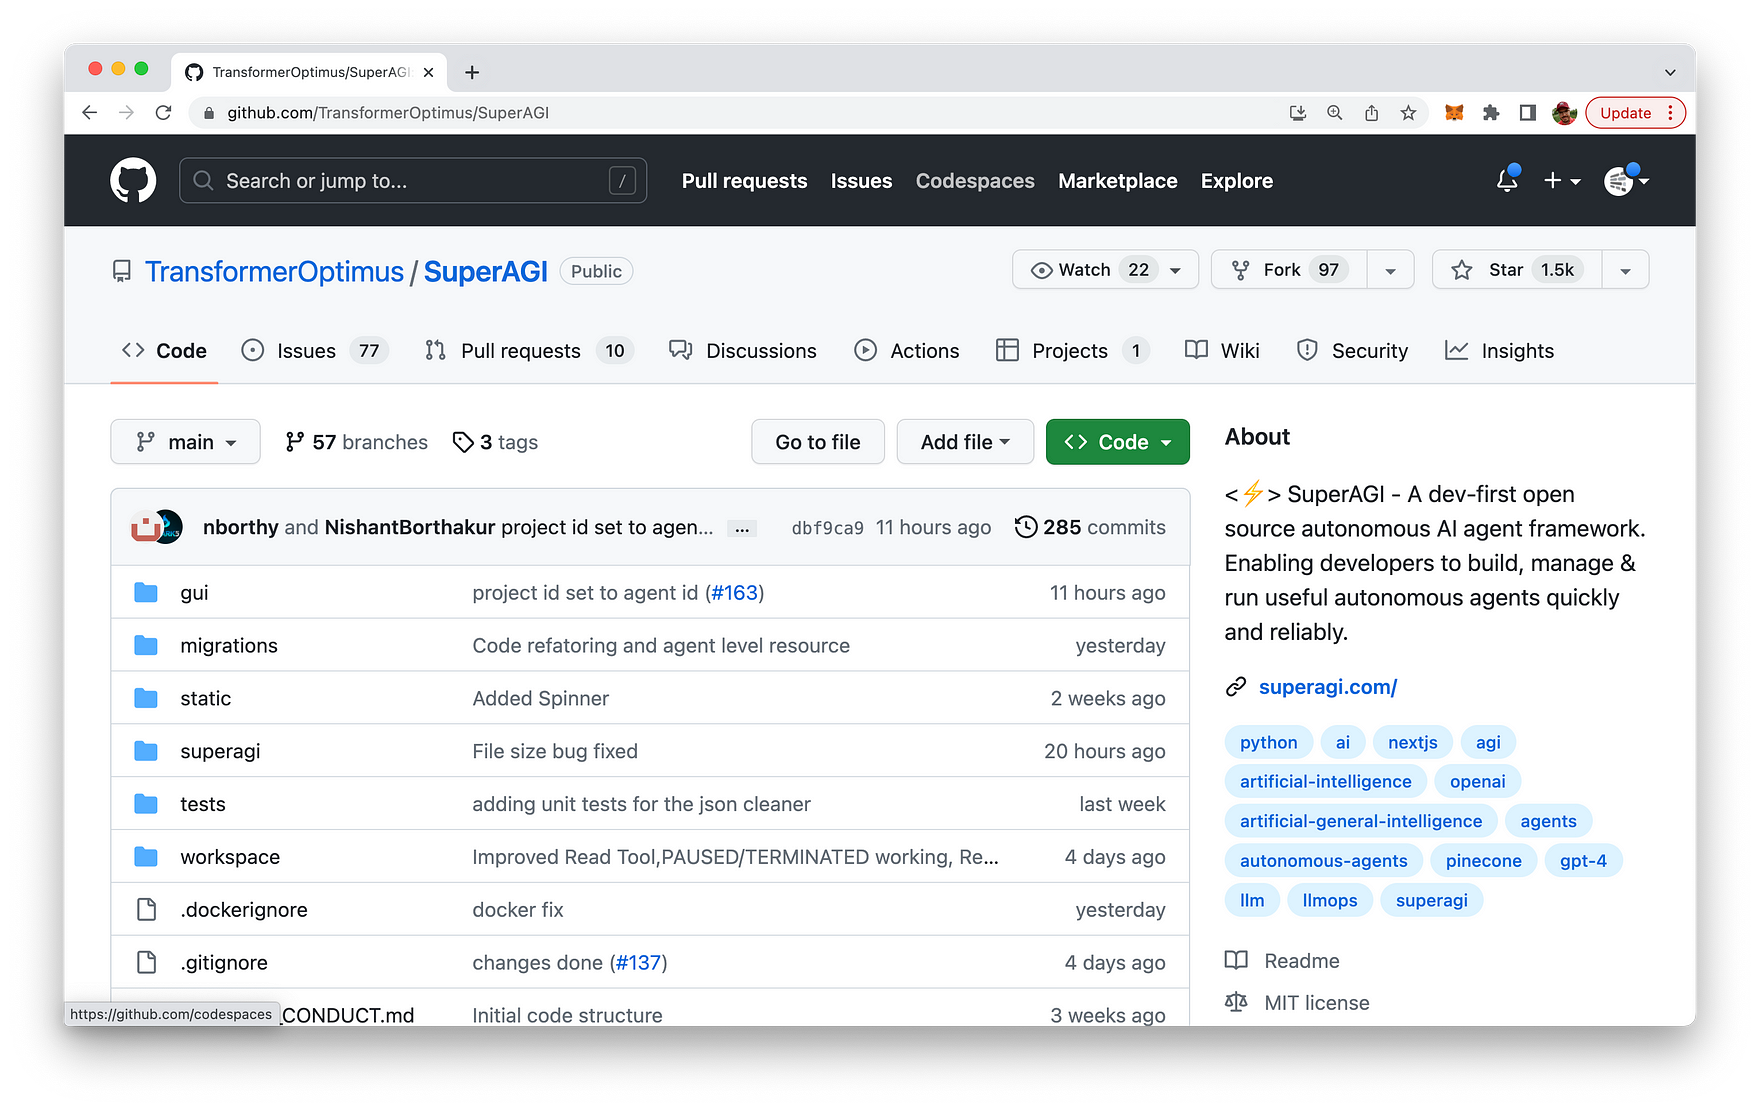 TransformerOptimus/SuperAGI:
github.com/TransformerOptimus/SuperAGI
Update
Search or jump to... /
Pull requests Issues Codespaces Marketplace Explore
TransformerOptimus / SuperAGI Public
Watch 22 Fork 97 Star 1.5k
Code Issues 77 Pull requests 10 Discussions Actions Projects 1 Wiki Security Insights
main 57 branches 3 tags Go to file Add file Code
nborthy and NishantBorthakur project id set to agen... ... dbf9ca9 11 hours ago 285 commits
gui project id set to agent id (#163) 11 hours ago
migrations Code refatoring and agent level resource yesterday
static Added Spinner 2 weeks ago
superagi File size bug fixed 20 hours ago
tests adding unit tests for the json cleaner last week
workspace Improved Read Tool,PAUSED/TERMINATED working, Re... 4 days ago
.dockerignore docker fix yesterday
.gitignore changes done (#137) 4 days ago
_CONDUCT.md Initial code structure 3 weeks ago
https://github.com/codespaces
About
<⚡> SuperAGI - A dev-first open
source autonomous AI agent framework.
Enabling developers to build, manage &
run useful autonomous agents quickly
and reliably.
superagi.com/
python ai nextjs agi
artificial-intelligence openai
artificial-general-intelligence agents
autonomous-agents pinecone gpt-4
llm llmops superagi
Readme
MIT license